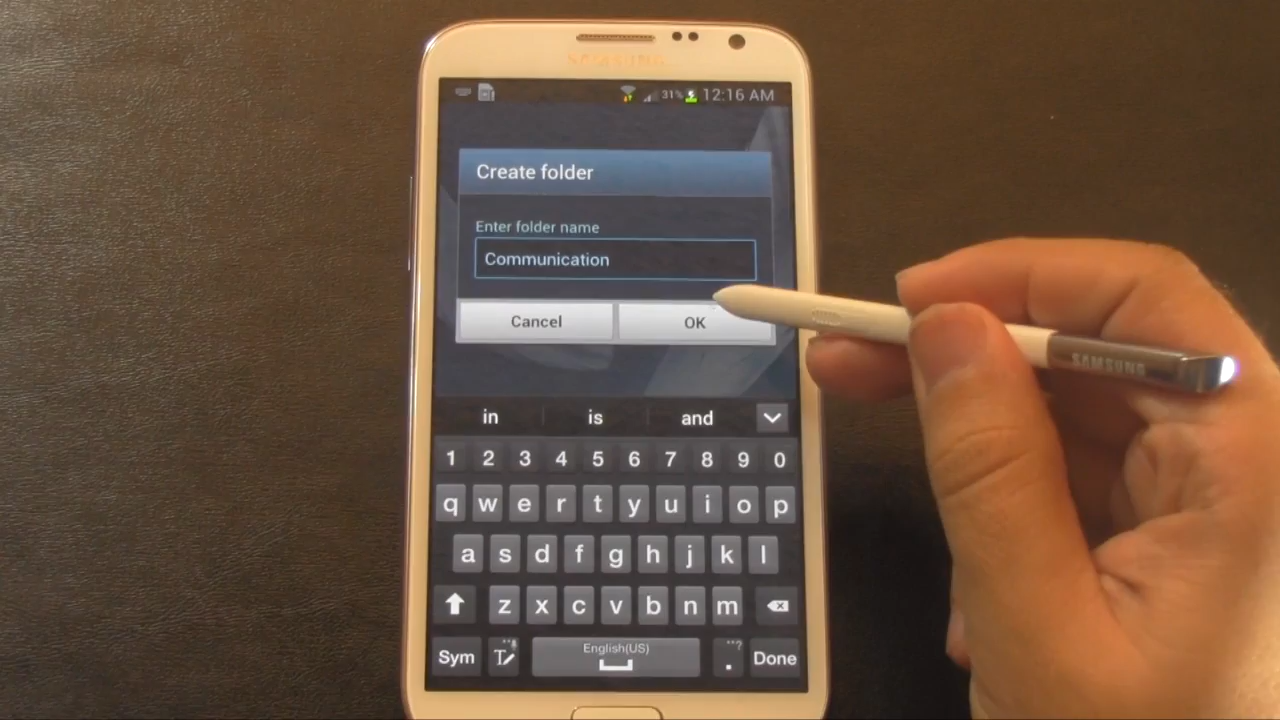 SAMSUNG
31% 12:16 AM
Create folder
Enter folder name
Communication
Cancel OK
SAMSUNG
in is and
1 2 3 4 5 6 7 8 9 0
q w e r t y u i o p
a s d f g h j k l
z x c v b n m
Sym T English(US) . Done